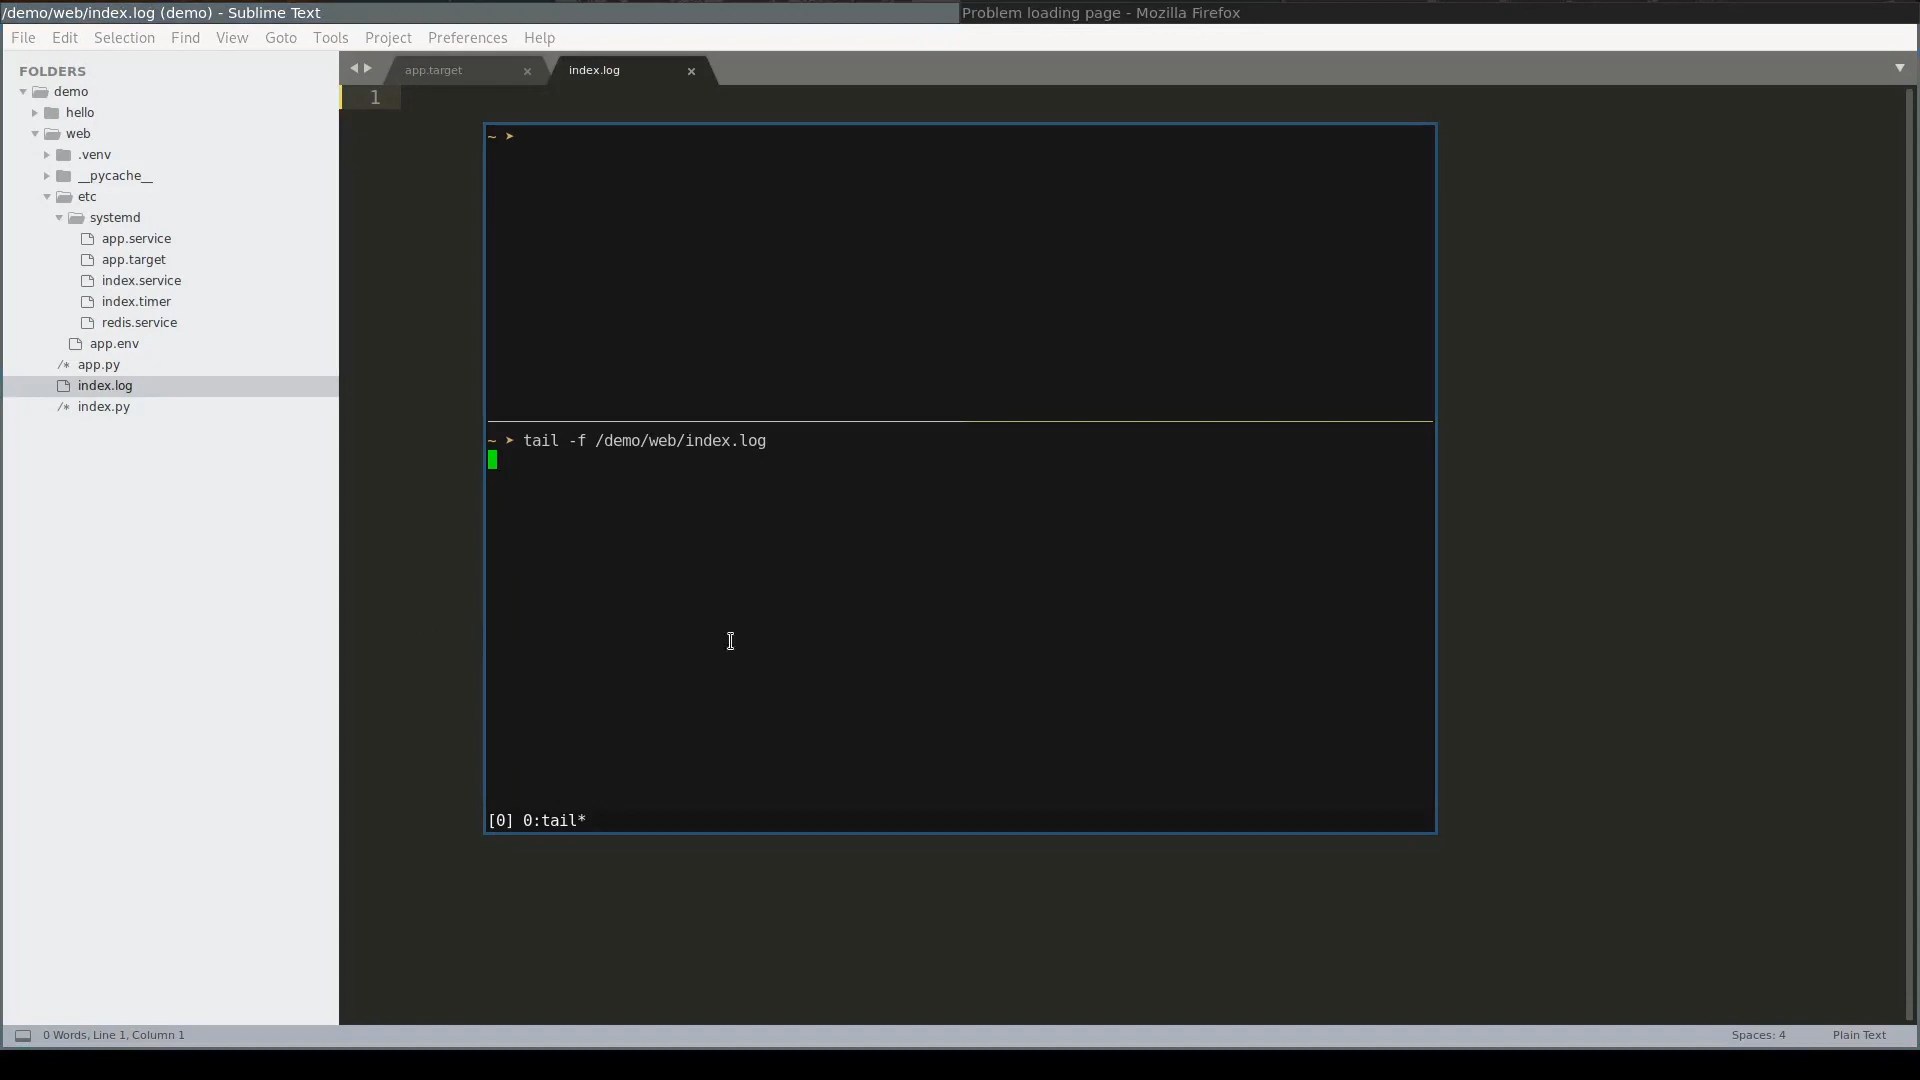 /demo/web/index.log (demo) - Sublime Text
Problem loading page - Mozilla Firefox
File Edit Selection Find View Goto Tools Project Preferences Help
FOLDERS
demo
hello
web
.venv
__pycache__
etc
systemd
app.service
app.target
index.service
index.timer
redis.service
app.env
app.py
index.log
index.py
app.target
index.log
1
~ ➤
~ ➤ tail -f /demo/web/index.log
[0] 0:tail*
0 Words, Line 1, Column 1
Spaces: 4
Plain Text